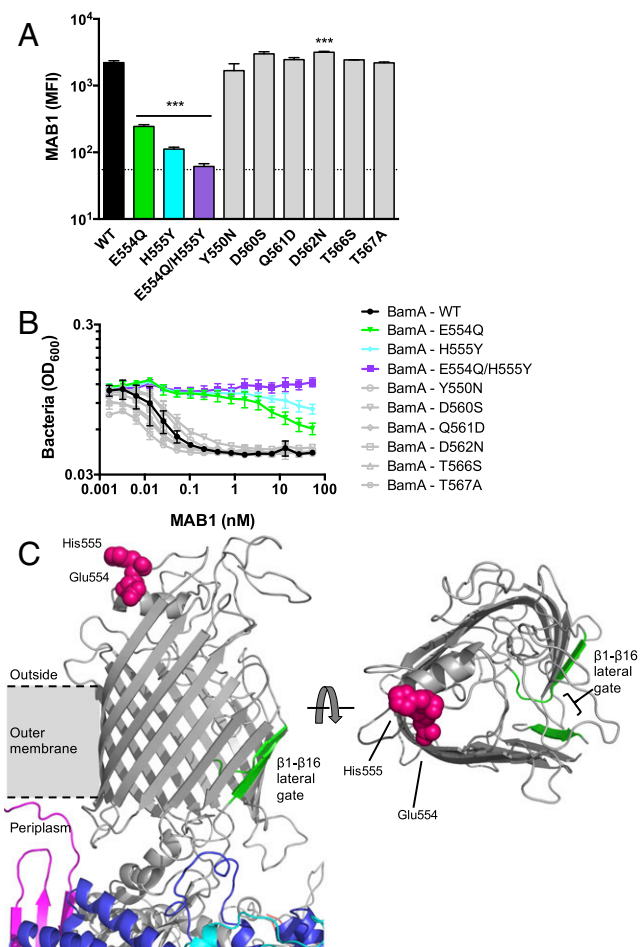 A
MAB1 (MFI)
10⁴
10³
10²
10¹
***
***
WT
E554Q
H555Y
E554Q/H555Y
Y550N
D560S
Q561D
D562N
T566S
T567A
B
Bacteria (OD₆₀₀)
0.3
0.03
0.001
0.01
0.1
1
10
100
MAB1 (nM)
BamA - WT
BamA - E554Q
BamA - H555Y
BamA - E554Q/H555Y
BamA - Y550N
BamA - D560S
BamA - Q561D
BamA - D562N
BamA - T566S
BamA - T567A
C
His555
Glu554
Outside
Outer
membrane
Periplasm
β1-β16
lateral
gate
β1-β16
lateral
gate
His555
Glu554